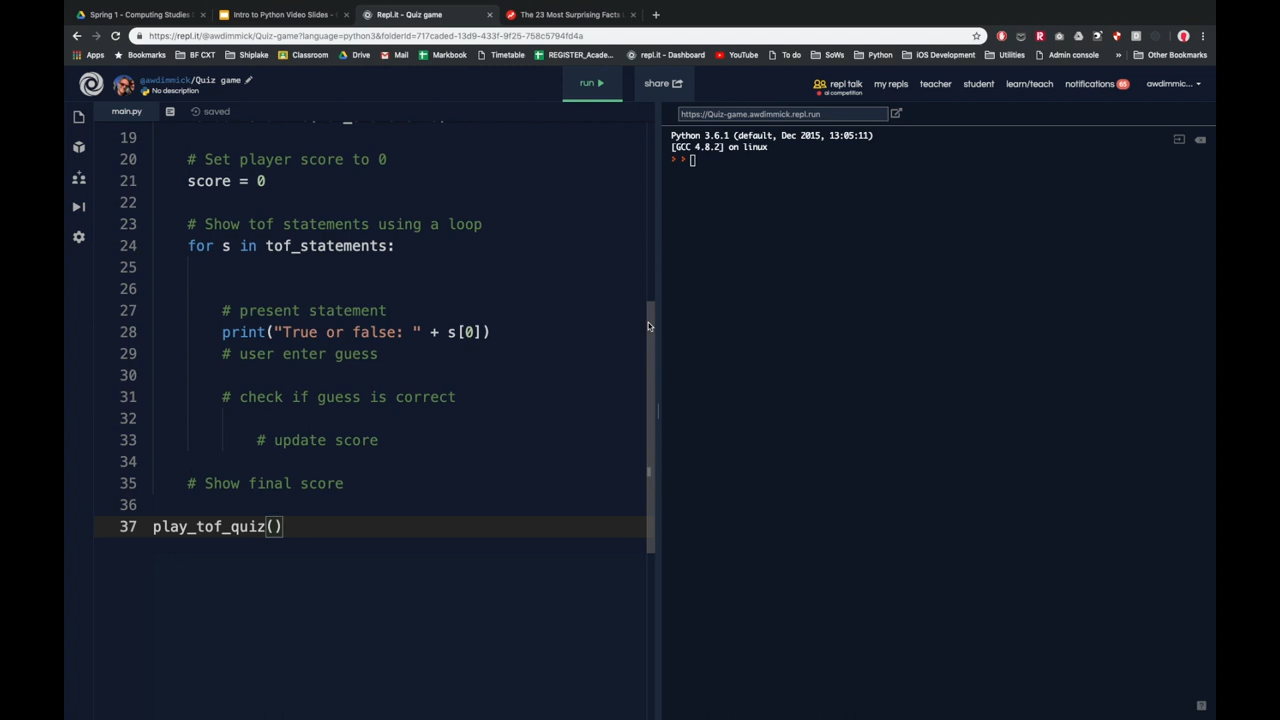 Spring 1 - Computing Studies
Intro to Python Video Slides -
Repl.it - Quiz game
The 23 Most Surprising Facts
https://repl.it/@awdimmick/Quiz-game?language=python3&folderId=717caded-13d9-433f-9f25-758c5794fd4a
Apps Bookmarks BF CXT Shiplake Classroom Drive Mail Markbook Timetable #REGISTER_Acade... repl.it - Dashboard YouTube To do SoWs Python iOS Development Utilities Admin console » Other Bookmarks
@awdimmick/Quiz game
No description
run
share
repl talk
ai competition
my repls
teacher
student
learn/teach
notifications 65
awdimmic...
main.py
saved
https://Quiz-game.awdimmick.repl.run
19
20 # Set player score to 0
21 score = 0
22
23 # Show tof statements using a loop
24 for s in tof_statements:
25
26
27 # present statement
28 print("True or false: " + s[0])
29 # user enter guess
30
31 # check if guess is correct
32
33 # update score
34
35 # Show final score
36
37 play_tof_quiz()
Python 3.6.1 (default, Dec 2015, 13:05:11)
[GCC 4.8.2] on linux